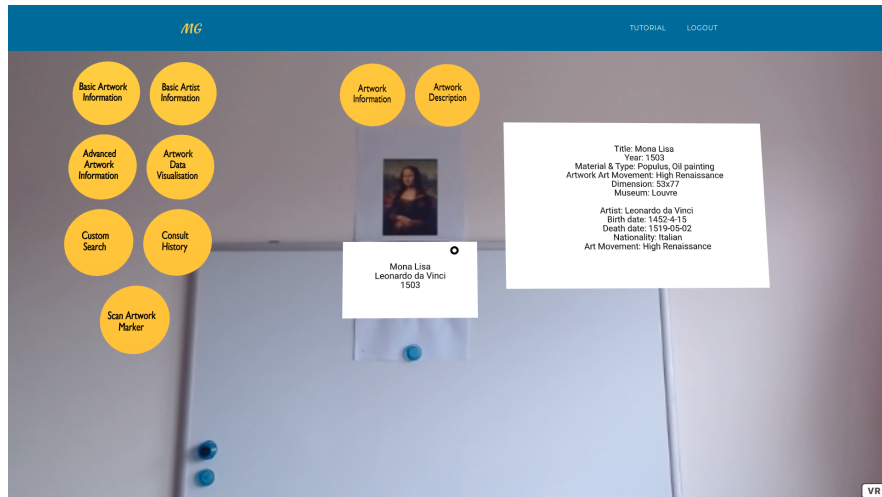 MG
TUTORIAL
LOGOUT
Basic Artwork
Information
Basic Artist
Information
Advanced
Artwork
Information
Artwork
Data
Visualisation
Custom
Search
Consult
History
Scan Artwork
Marker
Artwork
Information
Artwork
Description
Mona Lisa
Leonardo da Vinci
1503
Title: Mona Lisa
Year: 1503
Material & Type: Populus, Oil painting
Artwork Art Movement: High Renaissance
Dimension: 53x77
Museum: Louvre
Artist: Leonardo da Vinci
Birth date: 1452-4-15
Death date: 1519-05-02
Nationality: Italian
Art Movement: High Renaissance
VR